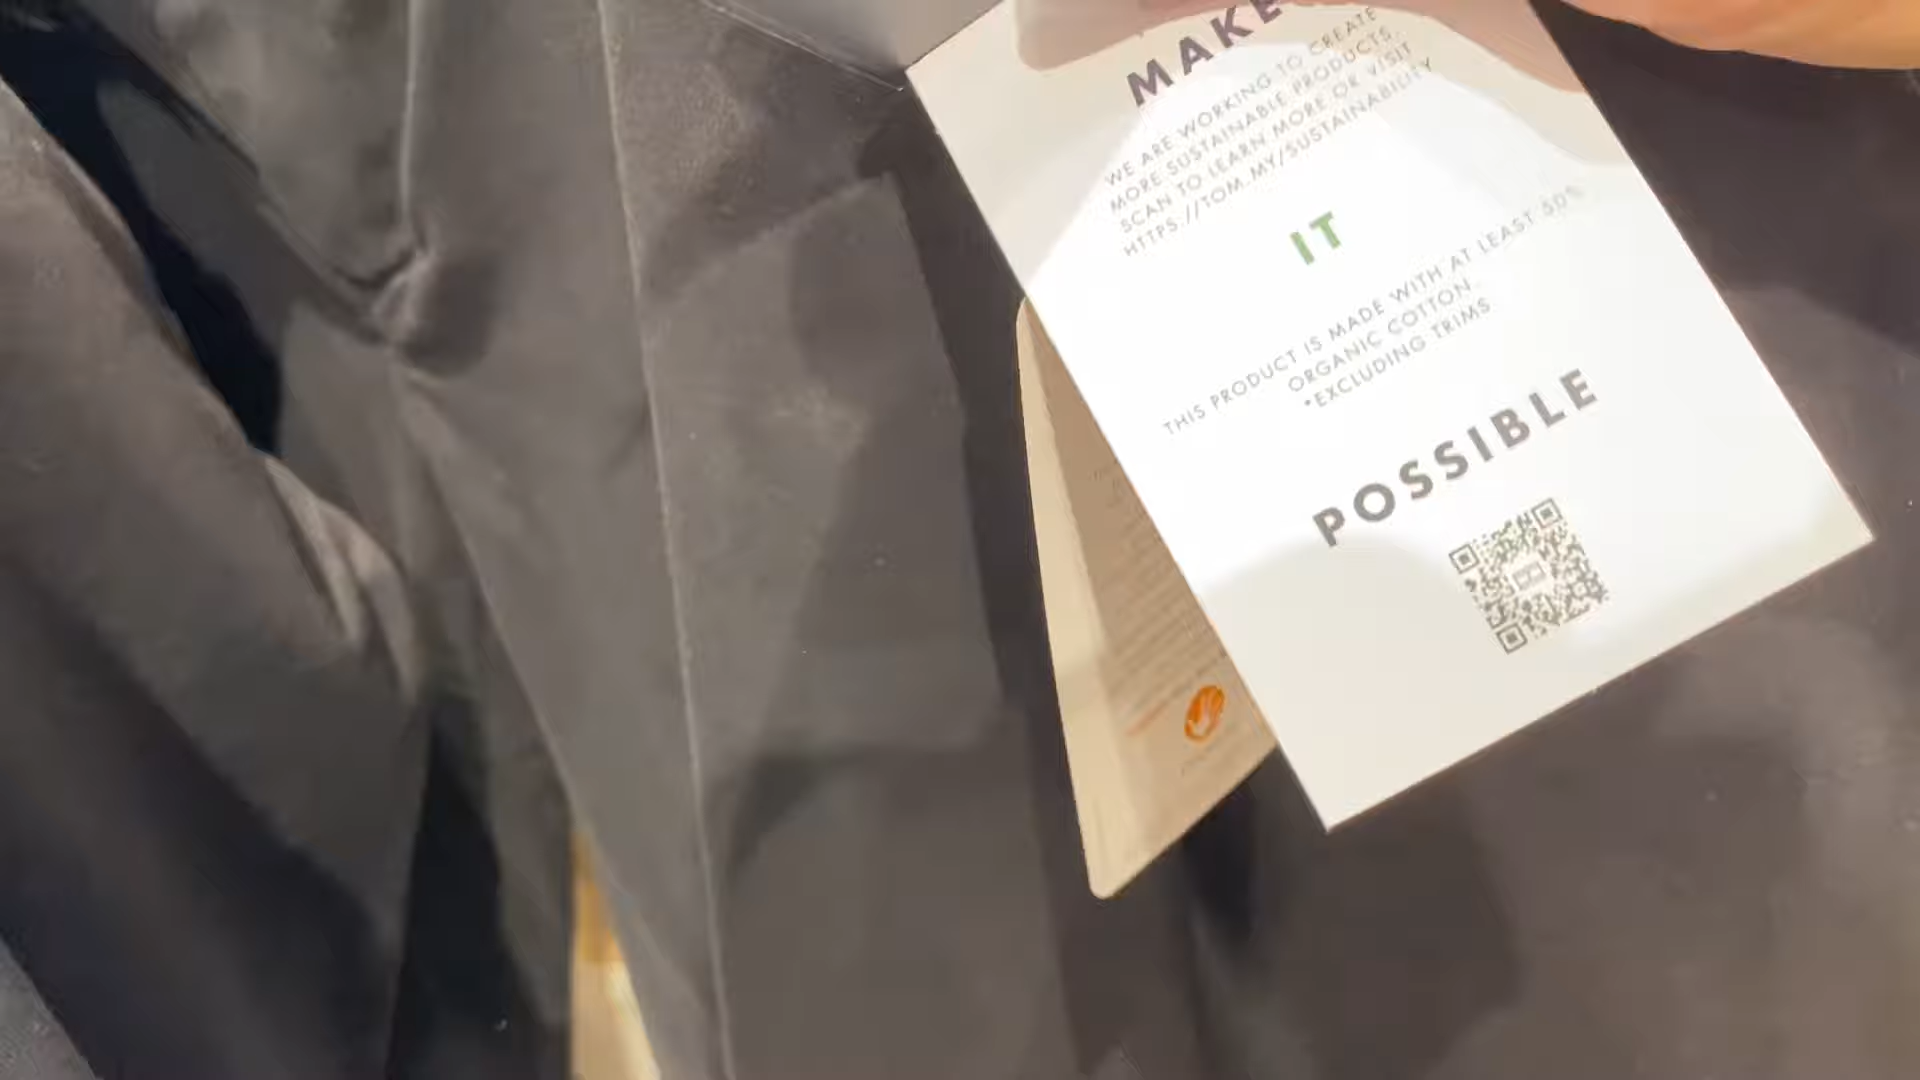 MAKE
WE ARE WORKING TO CREATE
MORE SUSTAINABLE PRODUCTS.
SCAN TO LEARN MORE OR VISIT
HTTPS://TOM.MY/SUSTAINABILITY
IT
THIS PRODUCT IS MADE WITH AT LEAST 50%
ORGANIC COTTON.
*EXCLUDING TRIMS
POSSIBLE